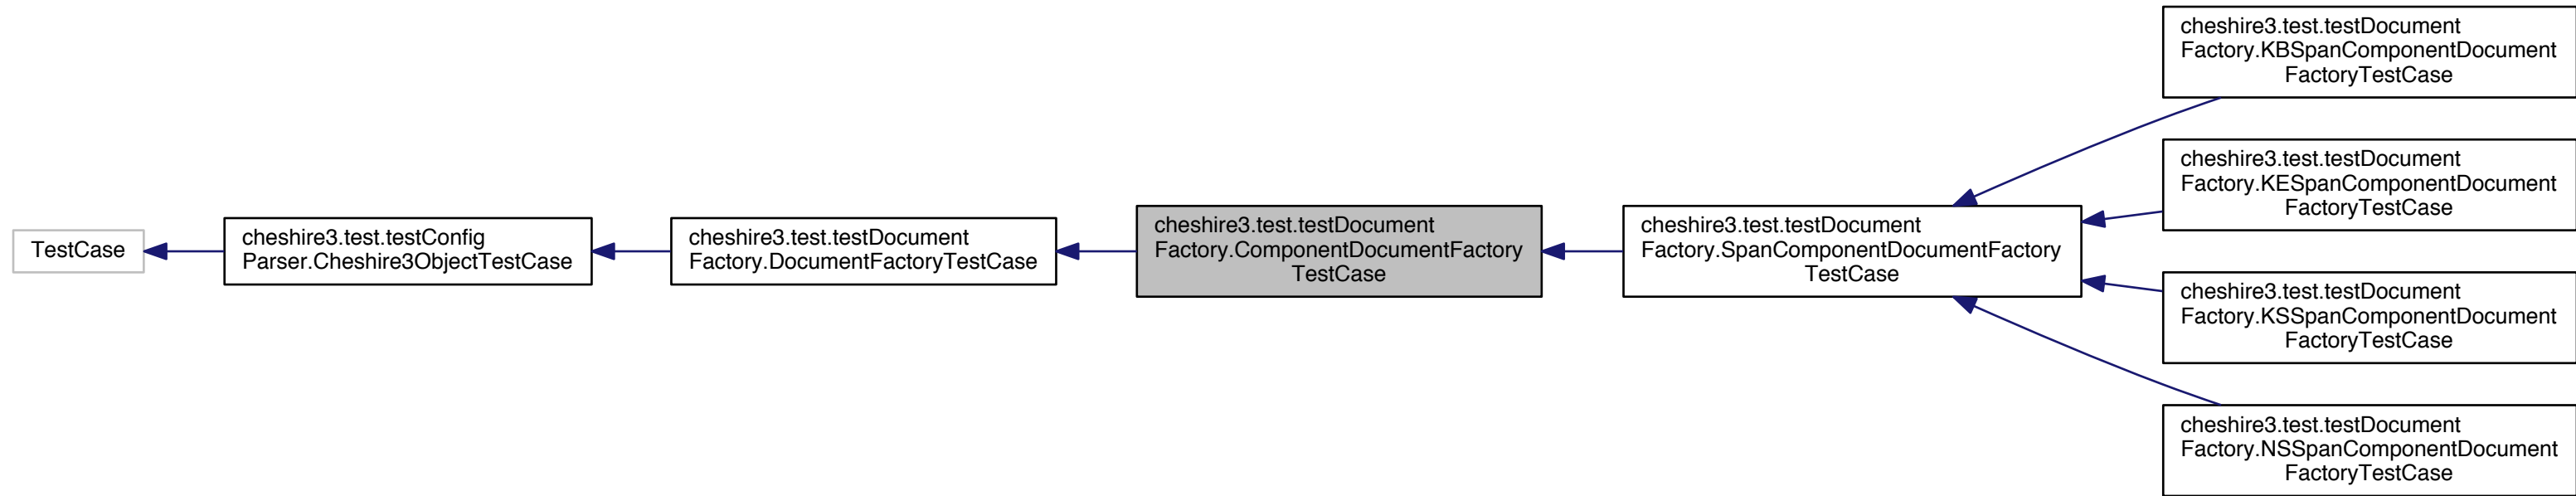 TestCase
cheshire3.test.testConfig
Parser.Cheshire3ObjectTestCase
cheshire3.test.testDocument
Factory.DocumentFactoryTestCase
cheshire3.test.testDocument
Factory.ComponentDocumentFactory
TestCase
cheshire3.test.testDocument
Factory.SpanComponentDocumentFactory
TestCase
cheshire3.test.testDocument
Factory.KBSpanComponentDocument
FactoryTestCase
cheshire3.test.testDocument
Factory.KESpanComponentDocument
FactoryTestCase
cheshire3.test.testDocument
Factory.KSSpanComponentDocument
FactoryTestCase
cheshire3.test.testDocument
Factory.NSSpanComponentDocument
FactoryTestCase